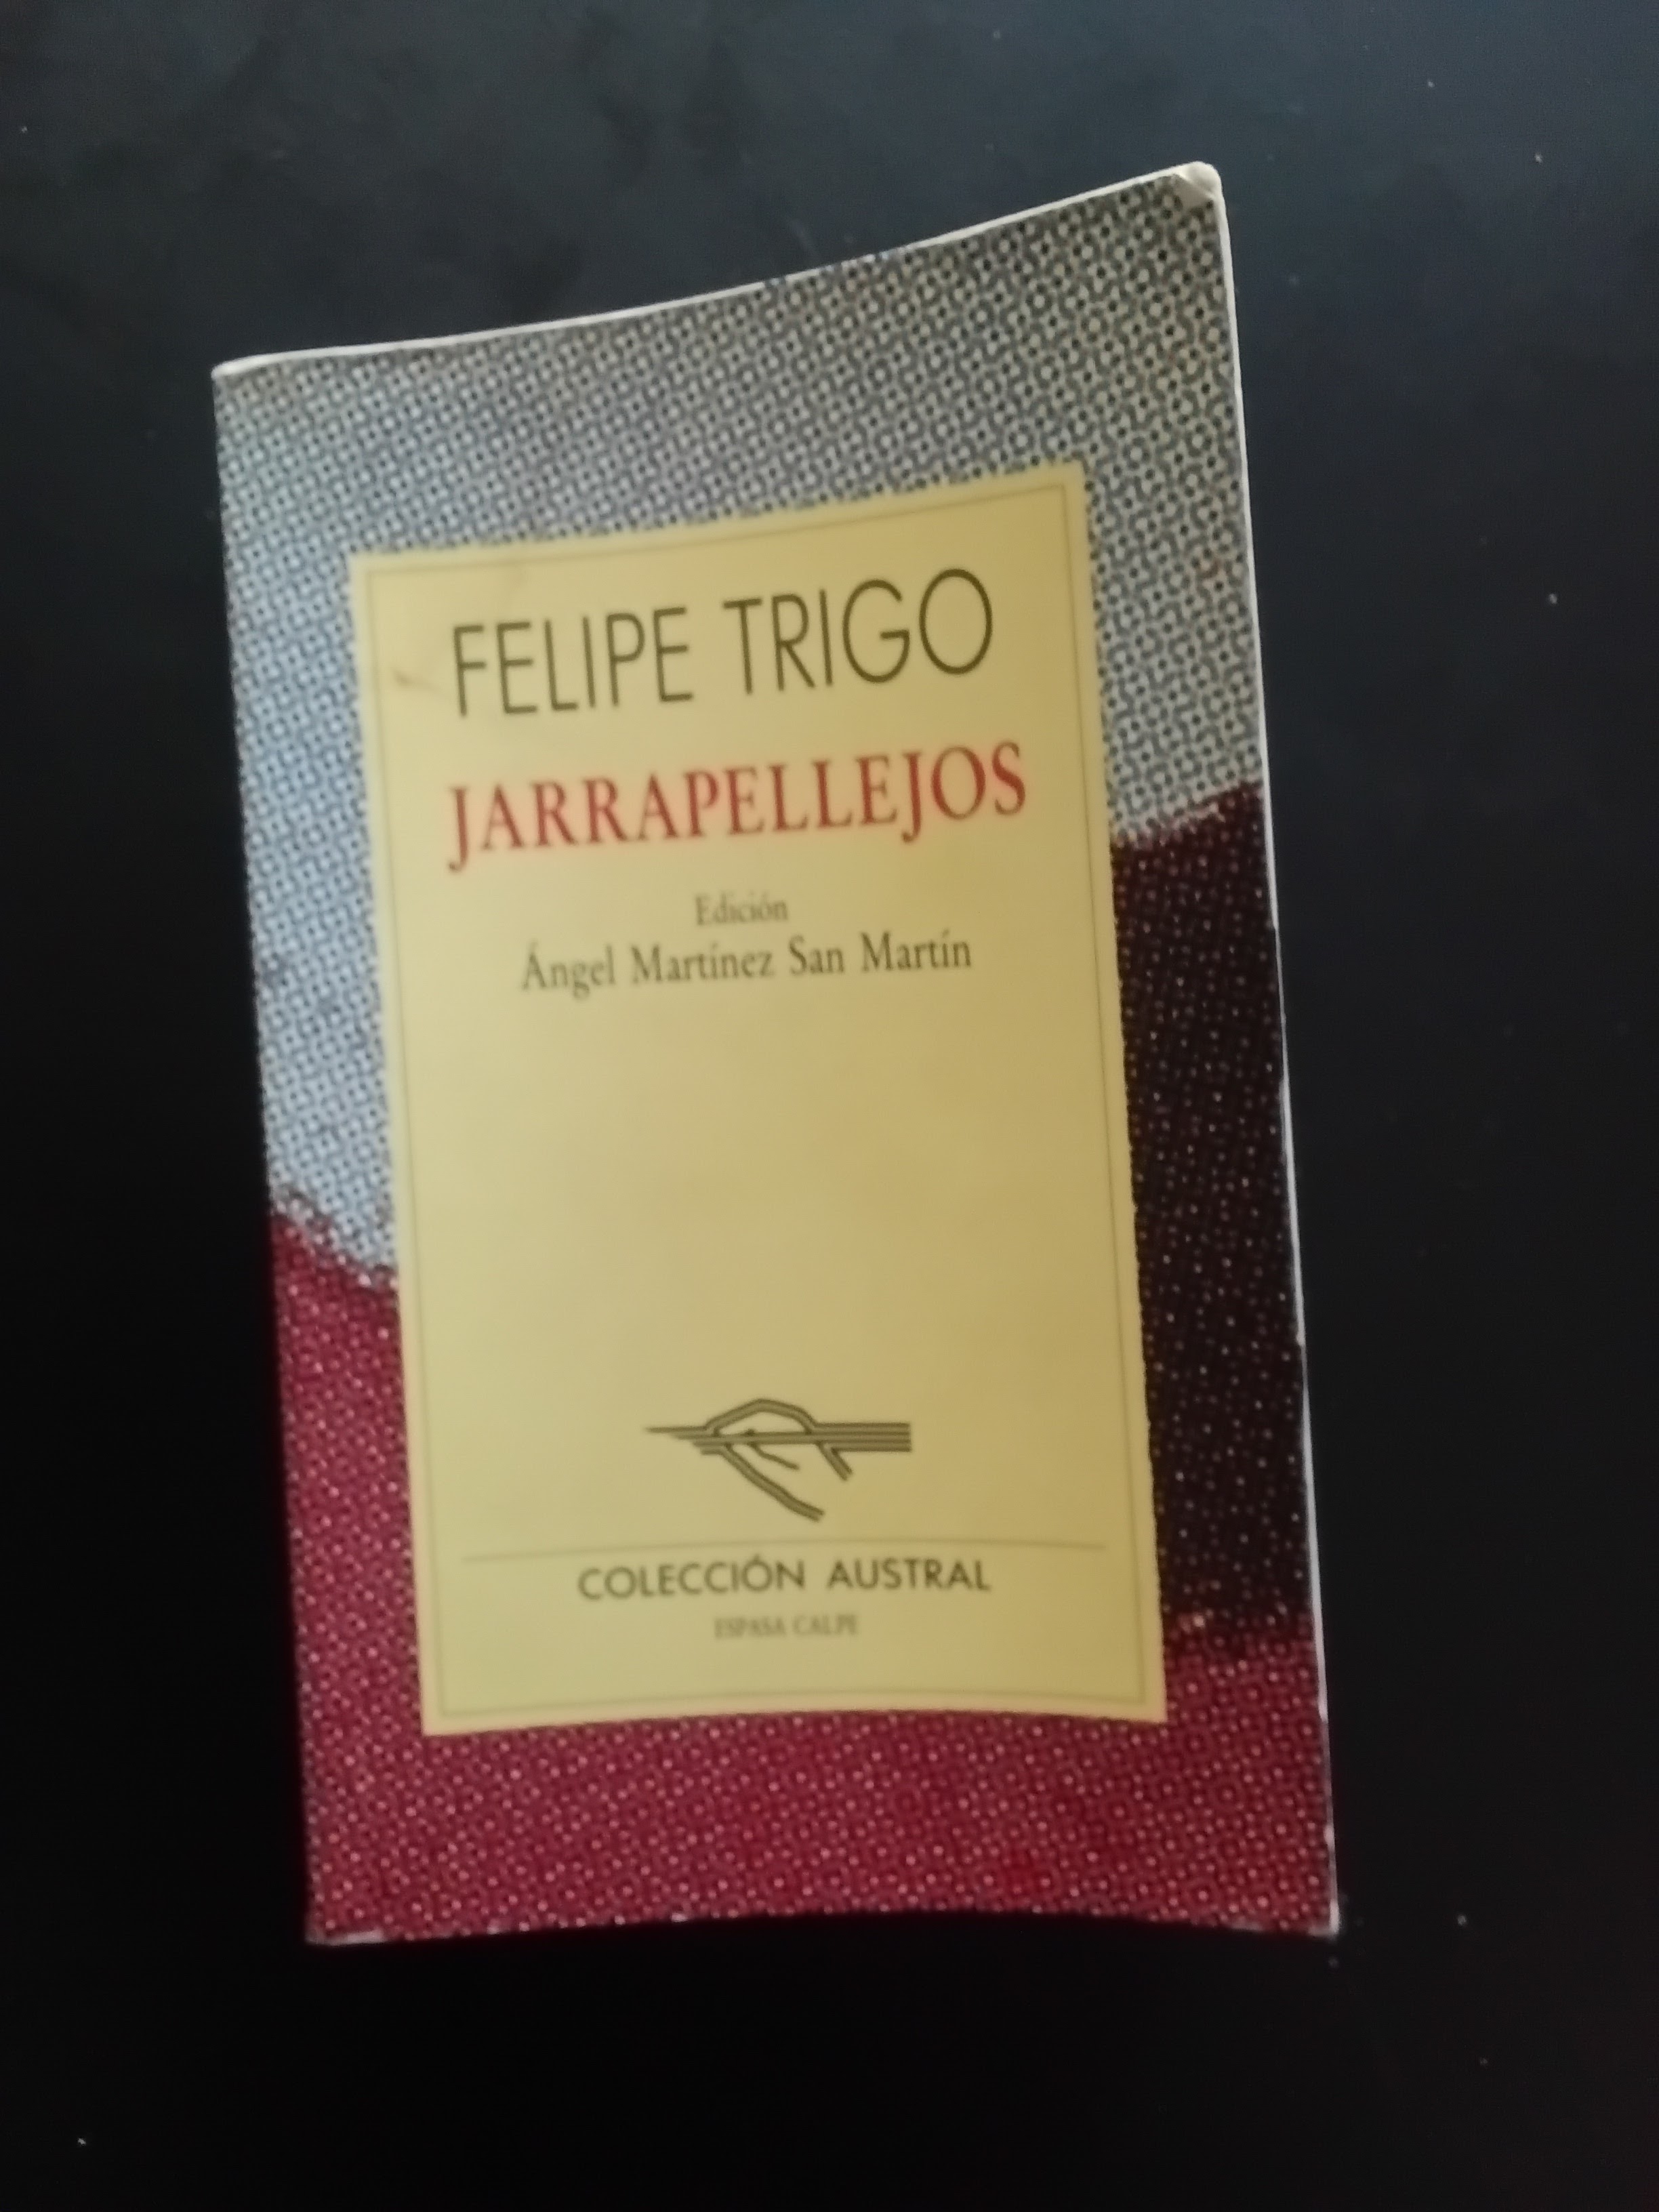 FELIPE TRIGO
JARRAPELLEJOS
Edición
Ángel Martínez San Martín
COLECCIÓN AUSTRAL
ESPASA CALPE